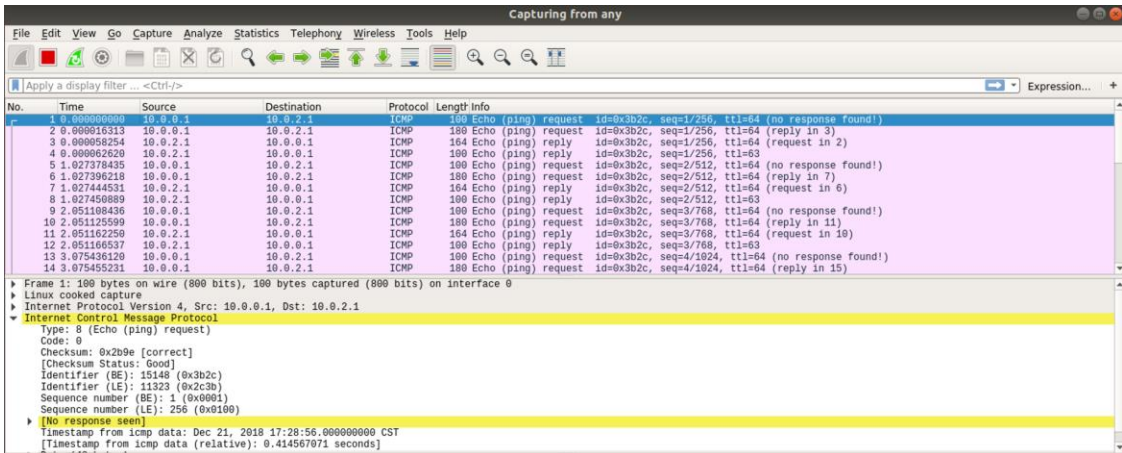 Capturing from any
File Edit View Go Capture Analyze Statistics Telephony Wireless Tools Help
Apply a display filter ... <Ctrl-/> Expression... +
No. Time Source Destination Protocol Length Info
1 0.000000000 10.0.0.1 10.0.2.1 ICMP 100 Echo (ping) request id=0x3b2c, seq=1/256, ttl=64 (no response found!)
2 0.000016313 10.0.0.1 10.0.2.1 ICMP 180 Echo (ping) request id=0x3b2c, seq=1/256, ttl=64 (reply in 3)
3 0.000058254 10.0.2.1 10.0.0.1 ICMP 164 Echo (ping) reply id=0x3b2c, seq=1/256, ttl=64 (request in 2)
4 0.000062620 10.0.2.1 10.0.0.1 ICMP 100 Echo (ping) reply id=0x3b2c, seq=1/256, ttl=63
5 1.027378435 10.0.0.1 10.0.2.1 ICMP 100 Echo (ping) request id=0x3b2c, seq=2/512, ttl=64 (no response found!)
6 1.027396218 10.0.0.1 10.0.2.1 ICMP 180 Echo (ping) request id=0x3b2c, seq=2/512, ttl=64 (reply in 7)
7 1.027444531 10.0.2.1 10.0.0.1 ICMP 164 Echo (ping) reply id=0x3b2c, seq=2/512, ttl=64 (request in 6)
8 1.027450889 10.0.2.1 10.0.0.1 ICMP 100 Echo (ping) reply id=0x3b2c, seq=2/512, ttl=63
9 2.051108436 10.0.0.1 10.0.2.1 ICMP 100 Echo (ping) request id=0x3b2c, seq=3/768, ttl=64 (no response found!)
10 2.051125599 10.0.0.1 10.0.2.1 ICMP 180 Echo (ping) request id=0x3b2c, seq=3/768, ttl=64 (reply in 11)
11 2.051162250 10.0.2.1 10.0.0.1 ICMP 164 Echo (ping) reply id=0x3b2c, seq=3/768, ttl=64 (request in 10)
12 2.051166537 10.0.2.1 10.0.0.1 ICMP 100 Echo (ping) reply id=0x3b2c, seq=3/768, ttl=63
13 3.075436120 10.0.0.1 10.0.2.1 ICMP 100 Echo (ping) request id=0x3b2c, seq=4/1024, ttl=64 (no response found!)
14 3.075455231 10.0.0.1 10.0.2.1 ICMP 180 Echo (ping) request id=0x3b2c, seq=4/1024, ttl=64 (reply in 15)
Frame 1: 100 bytes on wire (800 bits), 100 bytes captured (800 bits) on interface 0
Linux cooked capture
Internet Protocol Version 4, Src: 10.0.0.1, Dst: 10.0.2.1
Internet Control Message Protocol
Type: 8 (Echo (ping) request)
Code: 0
Checksum: 0x2b9e [correct]
[Checksum Status: Good]
Identifier (BE): 15148 (0x3b2c)
Identifier (LE): 11323 (0x2c3b)
Sequence number (BE): 1 (0x0001)
Sequence number (LE): 256 (0x0100)
[No response seen]
Timestamp from icmp data: Dec 21, 2018 17:28:56.000000000 CST
[Timestamp from icmp data (relative): 0.414567071 seconds]